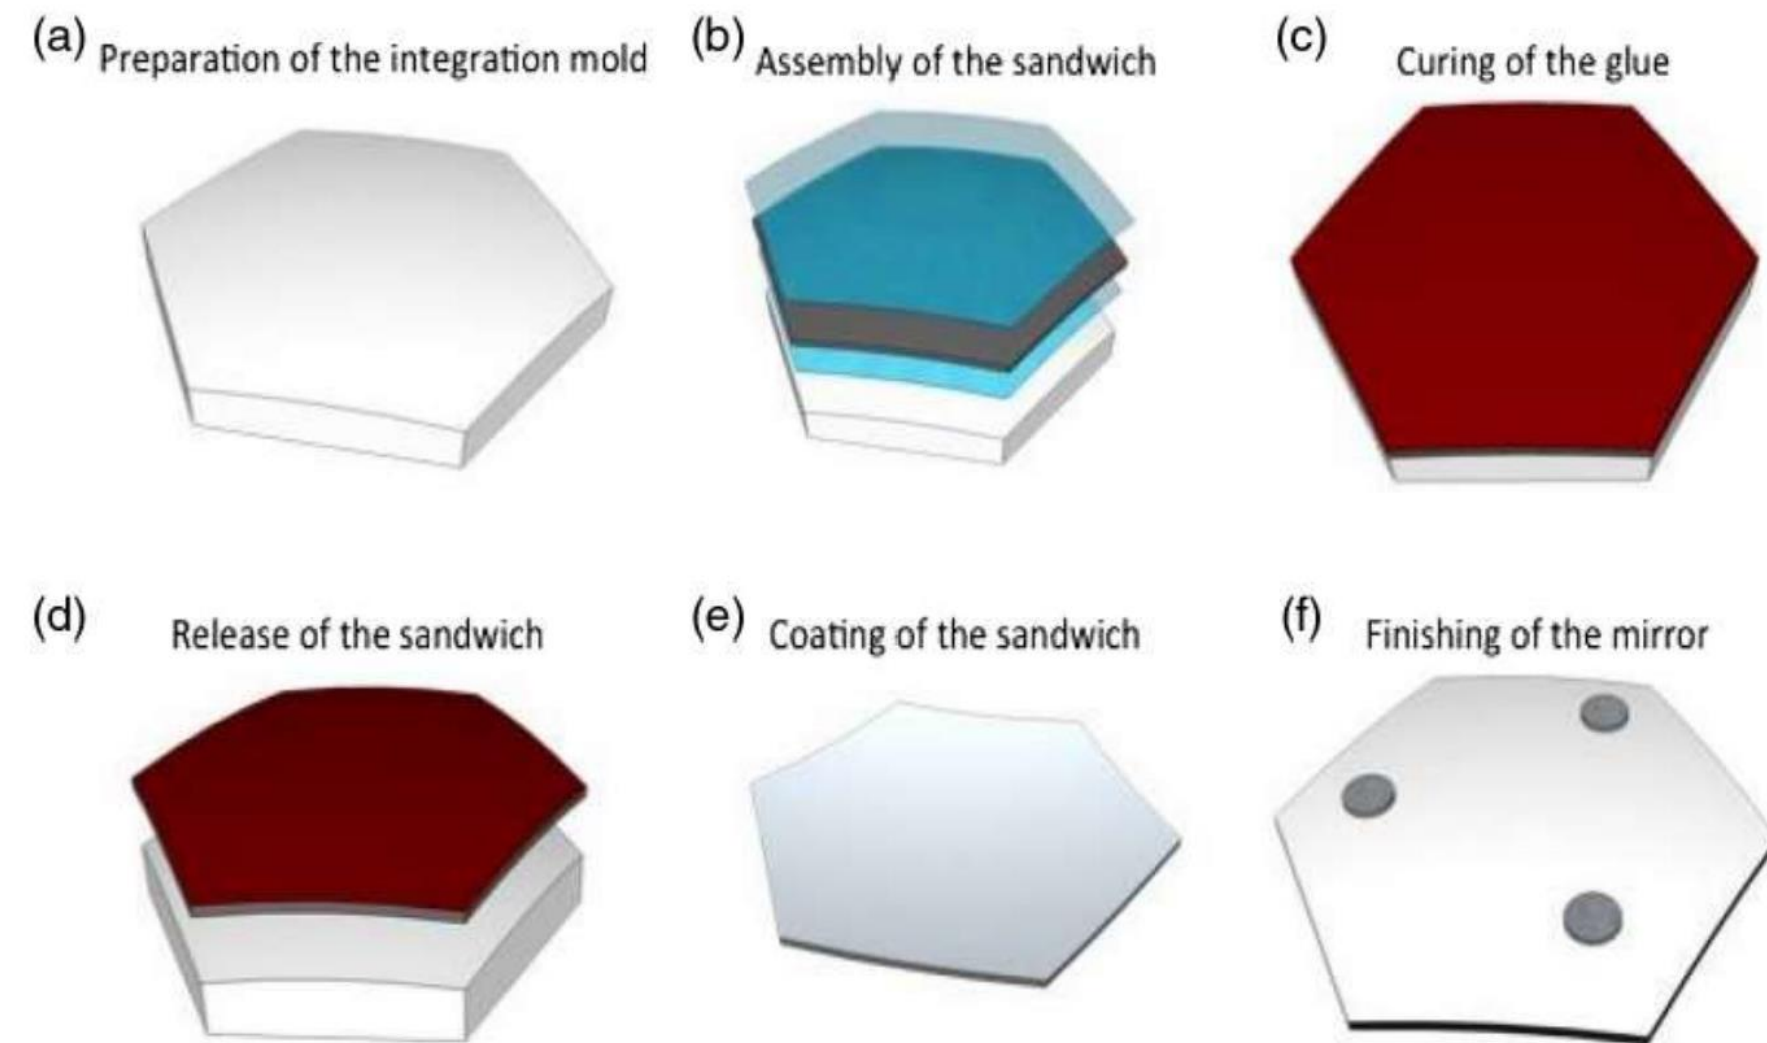 (a) Preparation of the integration mold
(b) Assembly of the sandwich
(c) Curing of the glue
(d) Release of the sandwich
(e) Coating of the sandwich
(f) Finishing of the mirror